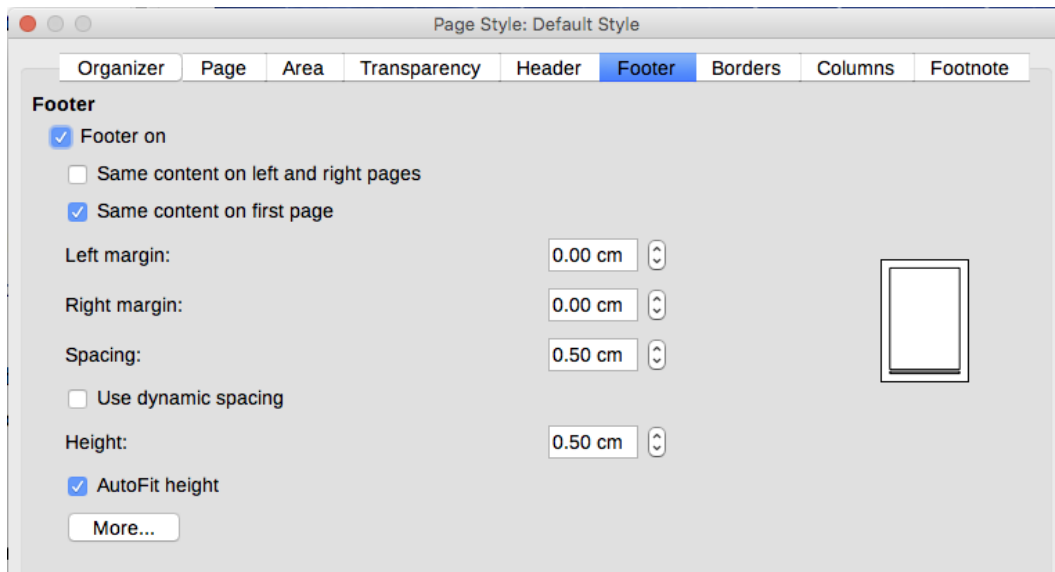 Page Style: Default Style
Organizer Page Area Transparency Header Footer Borders Columns Footnote
Footer
Footer on
Same content on left and right pages
Same content on first page
Left margin: 0.00 cm
Right margin: 0.00 cm
Spacing: 0.50 cm
Use dynamic spacing
Height: 0.50 cm
AutoFit height
More...